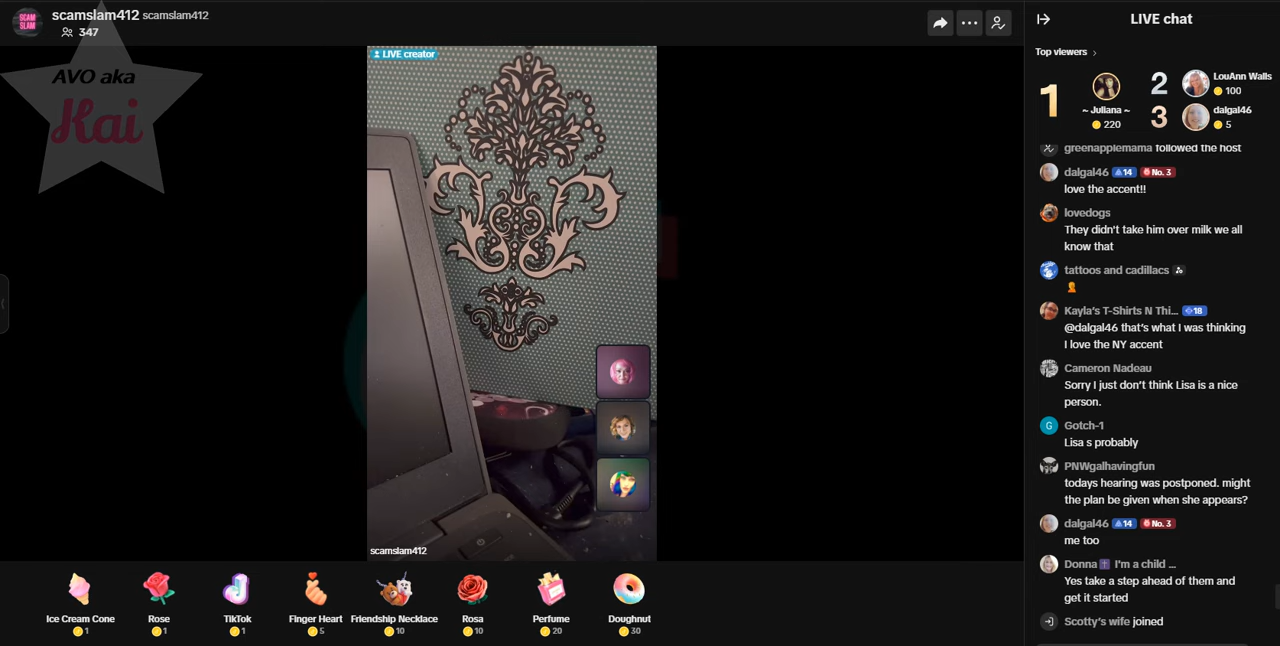 SCAM
SLAM
scamslam412 scamslam412
347
AVO aka
Kai
LIVE creator
scamslam412
Ice Cream Cone
1
Rose
1
TikTok
1
Finger Heart
5
Friendship Necklace
10
Rosa
10
Perfume
20
Doughnut
30
LIVE chat
Top viewers
1
~ Juliana ~
220
2
LouAnn Walls
100
3
dalgal46
5
greenapplemama followed the host
dalgal46 14 No. 3
love the accent!!
lovedogs
They didn't take him over milk we all
know that
tattoos and cadillacs
Kayla's T-Shirts N Thi... 18
@dalgal46 that's what I was thinking
I love the NY accent
Cameron Nadeau
Sorry I just don't think Lisa is a nice
person.
G Gotch-1
Lisa s probably
PNWgalhavingfun
todays hearing was postponed. might
the plan be given when she appears?
dalgal46 14 No. 3
me too
Donna✝️ I'm a child ...
Yes take a step ahead of them and
get it started
Scotty's wife joined